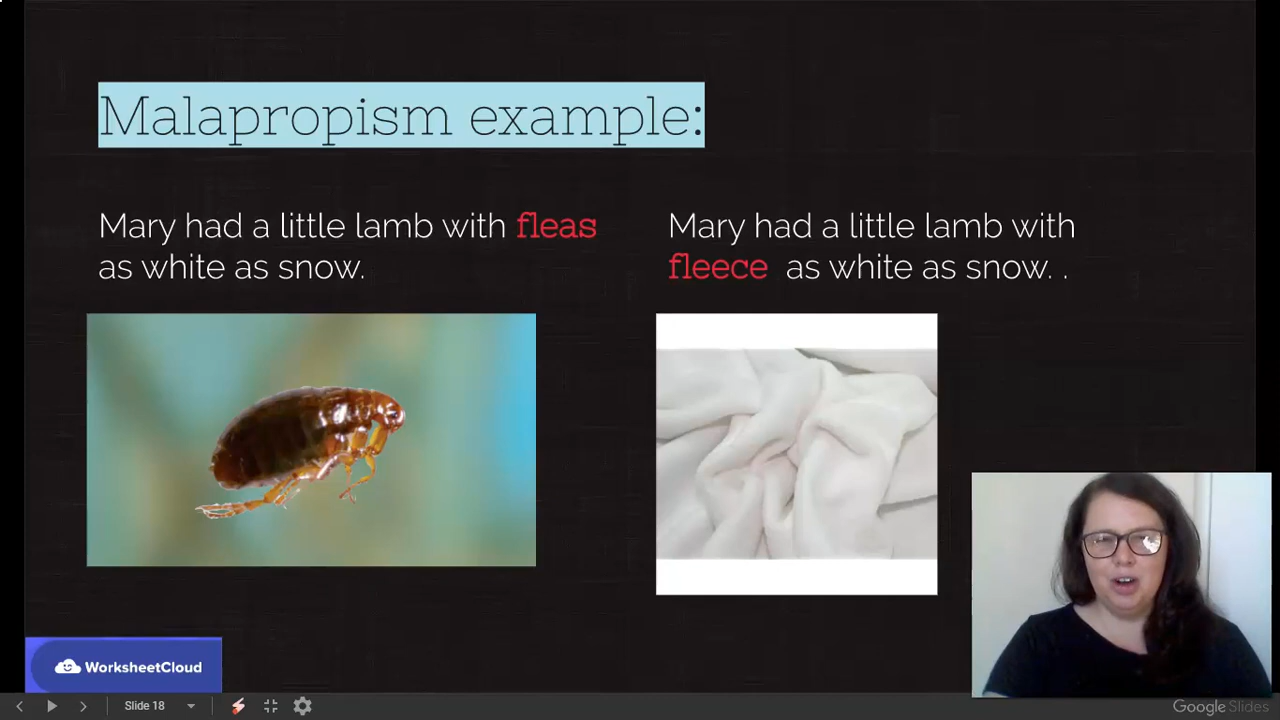 Malapropism example:
Mary had a little lamb with fleas
as white as snow.
Mary had a little lamb with
fleece as white as snow. .
WorksheetCloud
Slide 18
Google Slides